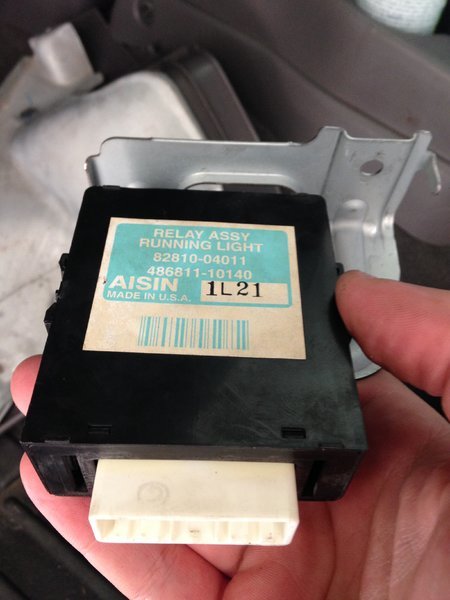 RELAY ASSY
RUNNING LIGHT
82810-04011
486811-10140
AISIN 1L21
MADE IN U.S.A.